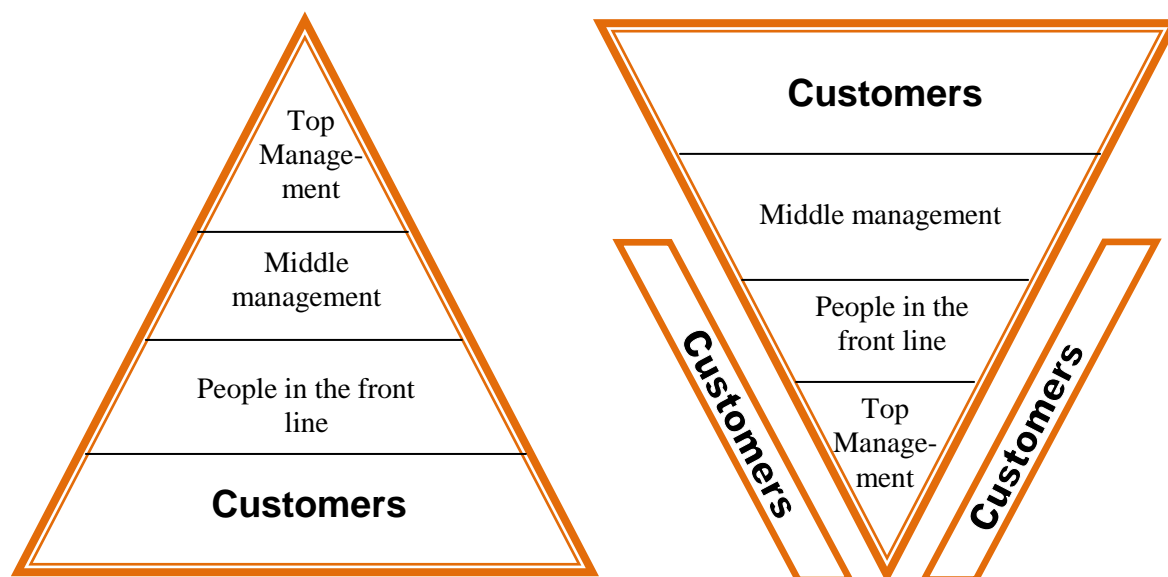 Top
Manage-
ment
Middle
management
People in the front
line
Customers
Customers
Middle management
People in the
front line
Top
Manage-
ment
Customers
Customers